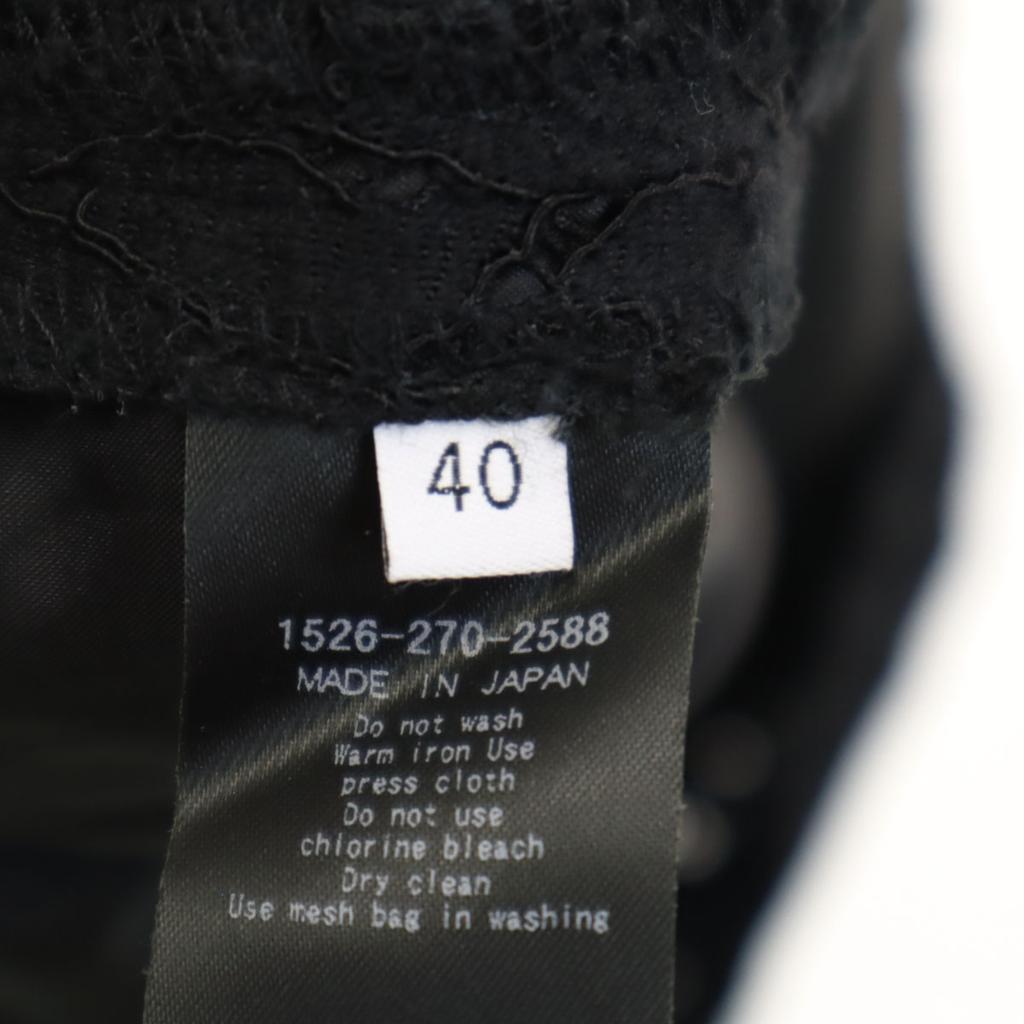 40
1526-270-2588
MADE IN JAPAN
Do not wash
Warm iron Use
press cloth
Do not use
chlorine bleach
Dry clean
Use mesh bag in washing